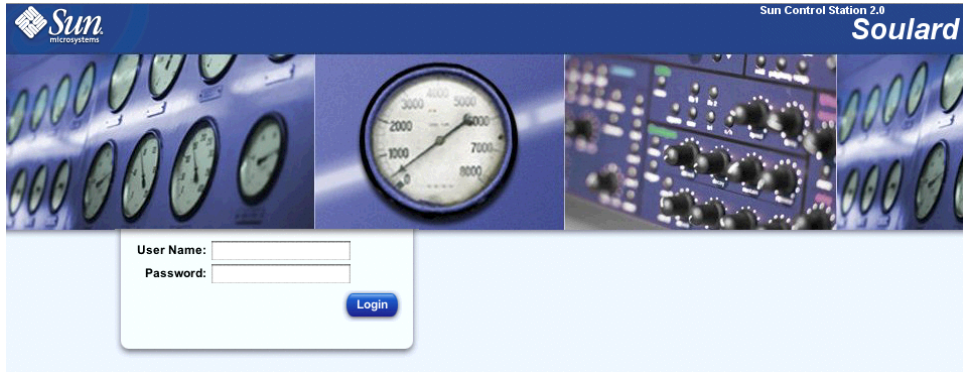 Sun Control Station 2.0
Sun
microsystems
Soulard
4000
3000
5000
2000
6000
1000
7000
0
8000
User Name:
Password:
Login